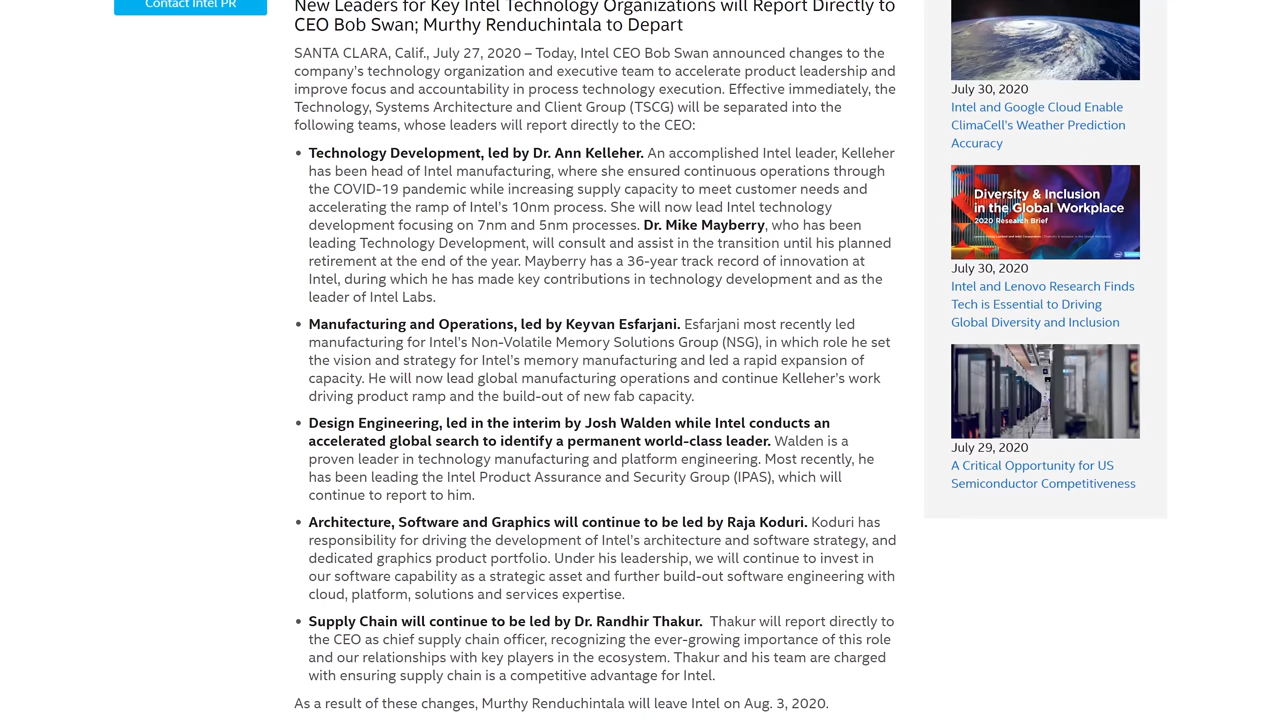 Contact Intel PR
New Leaders for Key Intel Technology Organizations will Report Directly to
CEO Bob Swan; Murthy Renduchintala to Depart
SANTA CLARA, Calif., July 27, 2020 – Today, Intel CEO Bob Swan announced changes to the
company's technology organization and executive team to accelerate product leadership and
improve focus and accountability in process technology execution. Effective immediately, the
Technology, Systems Architecture and Client Group (TSCG) will be separated into the
following teams, whose leaders will report directly to the CEO:
• Technology Development, led by Dr. Ann Kelleher. An accomplished Intel leader, Kelleher
has been head of Intel manufacturing, where she ensured continuous operations through
the COVID-19 pandemic while increasing supply capacity to meet customer needs and
accelerating the ramp of Intel's 10nm process. She will now lead Intel technology
development focusing on 7nm and 5nm processes. Dr. Mike Mayberry, who has been
leading Technology Development, will consult and assist in the transition until his planned
retirement at the end of the year. Mayberry has a 36-year track record of innovation at
Intel, during which he has made key contributions in technology development and as the
leader of Intel Labs.
• Manufacturing and Operations, led by Keyvan Esfarjani. Esfarjani most recently led
manufacturing for Intel's Non-Volatile Memory Solutions Group (NSG), in which role he set
the vision and strategy for Intel's memory manufacturing and led a rapid expansion of
capacity. He will now lead global manufacturing operations and continue Kelleher's work
driving product ramp and the build-out of new fab capacity.
• Design Engineering, led in the interim by Josh Walden while Intel conducts an
accelerated global search to identify a permanent world-class leader. Walden is a
proven leader in technology manufacturing and platform engineering. Most recently, he
has been leading the Intel Product Assurance and Security Group (IPAS), which will
continue to report to him.
• Architecture, Software and Graphics will continue to be led by Raja Koduri. Koduri has
responsibility for driving the development of Intel's architecture and software strategy, and
dedicated graphics product portfolio. Under his leadership, we will continue to invest in
our software capability as a strategic asset and further build-out software engineering with
cloud, platform, solutions and services expertise.
• Supply Chain will continue to be led by Dr. Randhir Thakur. Thakur will report directly to
the CEO as chief supply chain officer, recognizing the ever-growing importance of this role
and our relationships with key players in the ecosystem. Thakur and his team are charged
with ensuring supply chain is a competitive advantage for Intel.
As a result of these changes, Murthy Renduchintala will leave Intel on Aug. 3, 2020.
July 30, 2020
Intel and Google Cloud Enable
ClimaCell's Weather Prediction
Accuracy
Diversity & Inclusion
in the Global Workplace
2020 Research Brief
July 30, 2020
Intel and Lenovo Research Finds
Tech is Essential to Driving
Global Diversity and Inclusion
July 29, 2020
A Critical Opportunity for US
Semiconductor Competitiveness